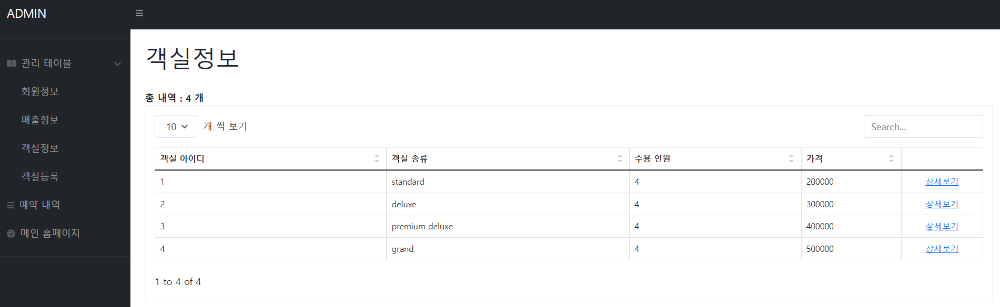 ADMIN
관리 테이블
회원정보
매출정보
객실정보
객실등록
예약 내역
메인 홈페이지
객실정보
총 내역 : 4 개
10 개 씩 보기
Search...
객실 아이디 객실 종류 수용 인원 가격
1 standard 4 200000 상세보기
2 deluxe 4 300000 상세보기
3 premium deluxe 4 400000 상세보기
4 grand 4 500000 상세보기
1 to 4 of 4